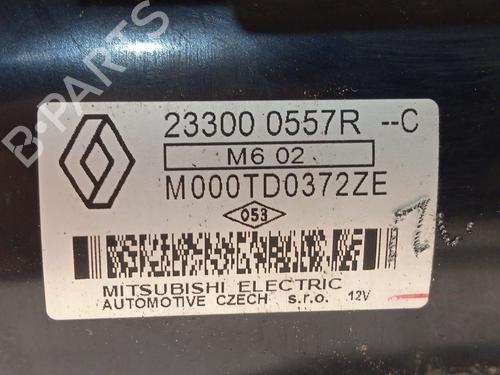 23300 0557R --C
M6 02
M000TD0372ZE
053
MITSUBISHI ELECTRIC
AUTOMOTIVE CZECH s.r.o. 12V
B-PARTS